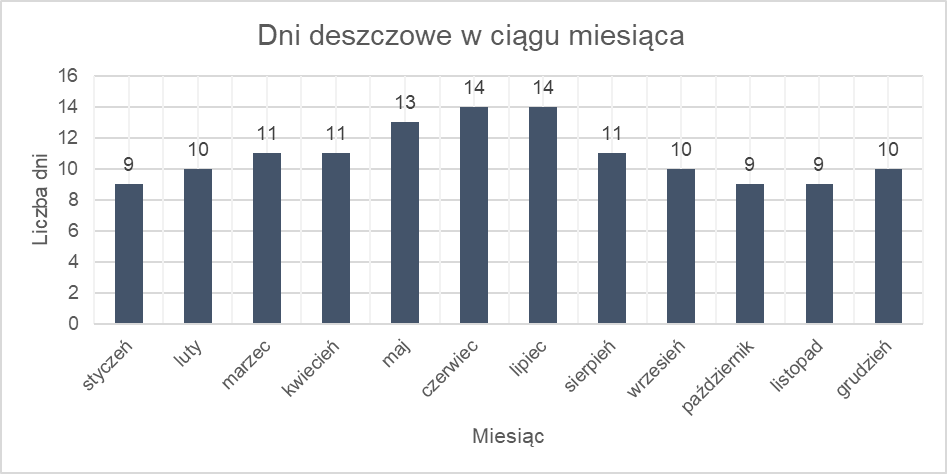 Dni deszczowe w ciągu miesiąca
Liczba dni
16
14
12
10
8
6
4
2
0
9
10
11
11
13
14
14
11
10
9
9
10
styczeń
luty
marzec
kwiecień
maj
czerwiec
lipiec
sierpień
wrzesień
październik
listopad
grudzień
Miesiąc